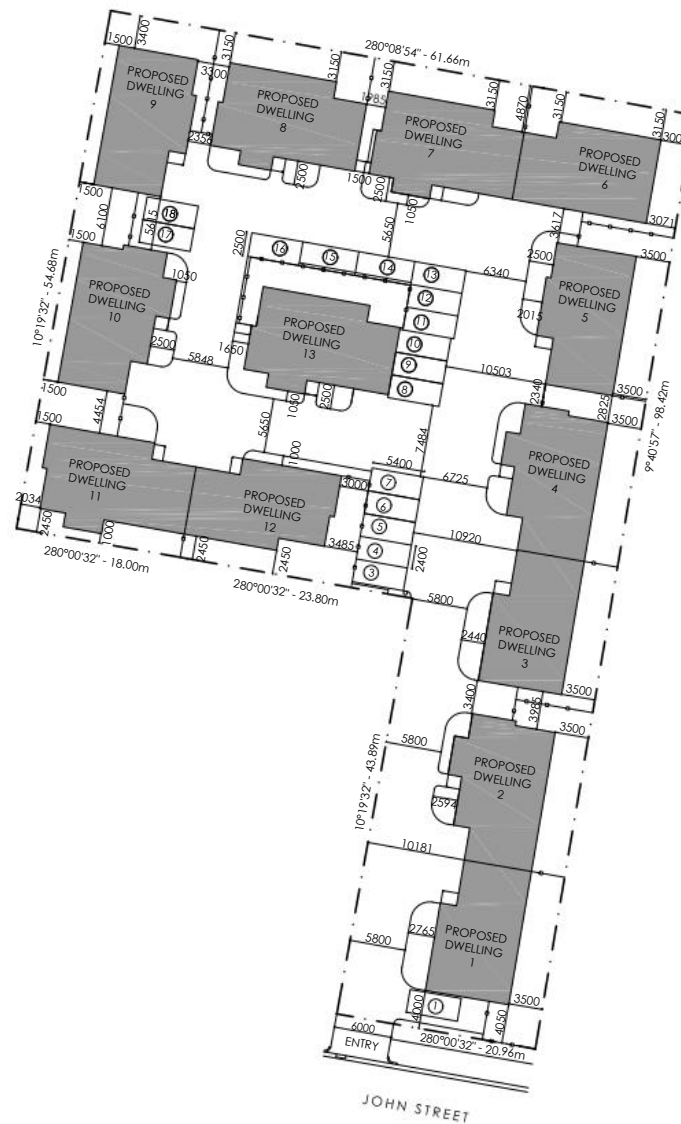 1500
3400
3150
280°08'54" - 61.66m
3150
3150
4870
3150
3150
3300
PROPOSED
DWELLING
9
3300
PROPOSED
DWELLING
8
1985
PROPOSED
DWELLING
7
PROPOSED
DWELLING
6
2358
2500
1500
2500
1050
3071
1500
6100
5615
18
17
3617
5650
1500
2500
16
15
14
13
12
11
10
9
8
6340
2500
3500
1050
PROPOSED
DWELLING
10
PROPOSED
DWELLING
13
PROPOSED
DWELLING
5
2015
10°19'32" - 54.68m
2500
5848
1650
1050
2500
10503
2340
3500
2825
3500
1500
4454
5650
1000
7484
9°40'57" - 98.42m
1500
PROPOSED
DWELLING
11
PROPOSED
DWELLING
12
3000
5400
7
6
5
4
3
6725
PROPOSED
DWELLING
4
2034
2450
1000
2450
2450
3485
2400
10920
280°00'32" - 18.00m
280°00'32" - 23.80m
5800
2440
PROPOSED
DWELLING
3
3500
3400
3985
3500
5800
PROPOSED
DWELLING
2
10°19'32" - 43.89m
2594
10181
2765
5800
PROPOSED
DWELLING
1
1
4000
3500
4050
6000
ENTRY
280°00'32" - 20.96m
JOHN STREET